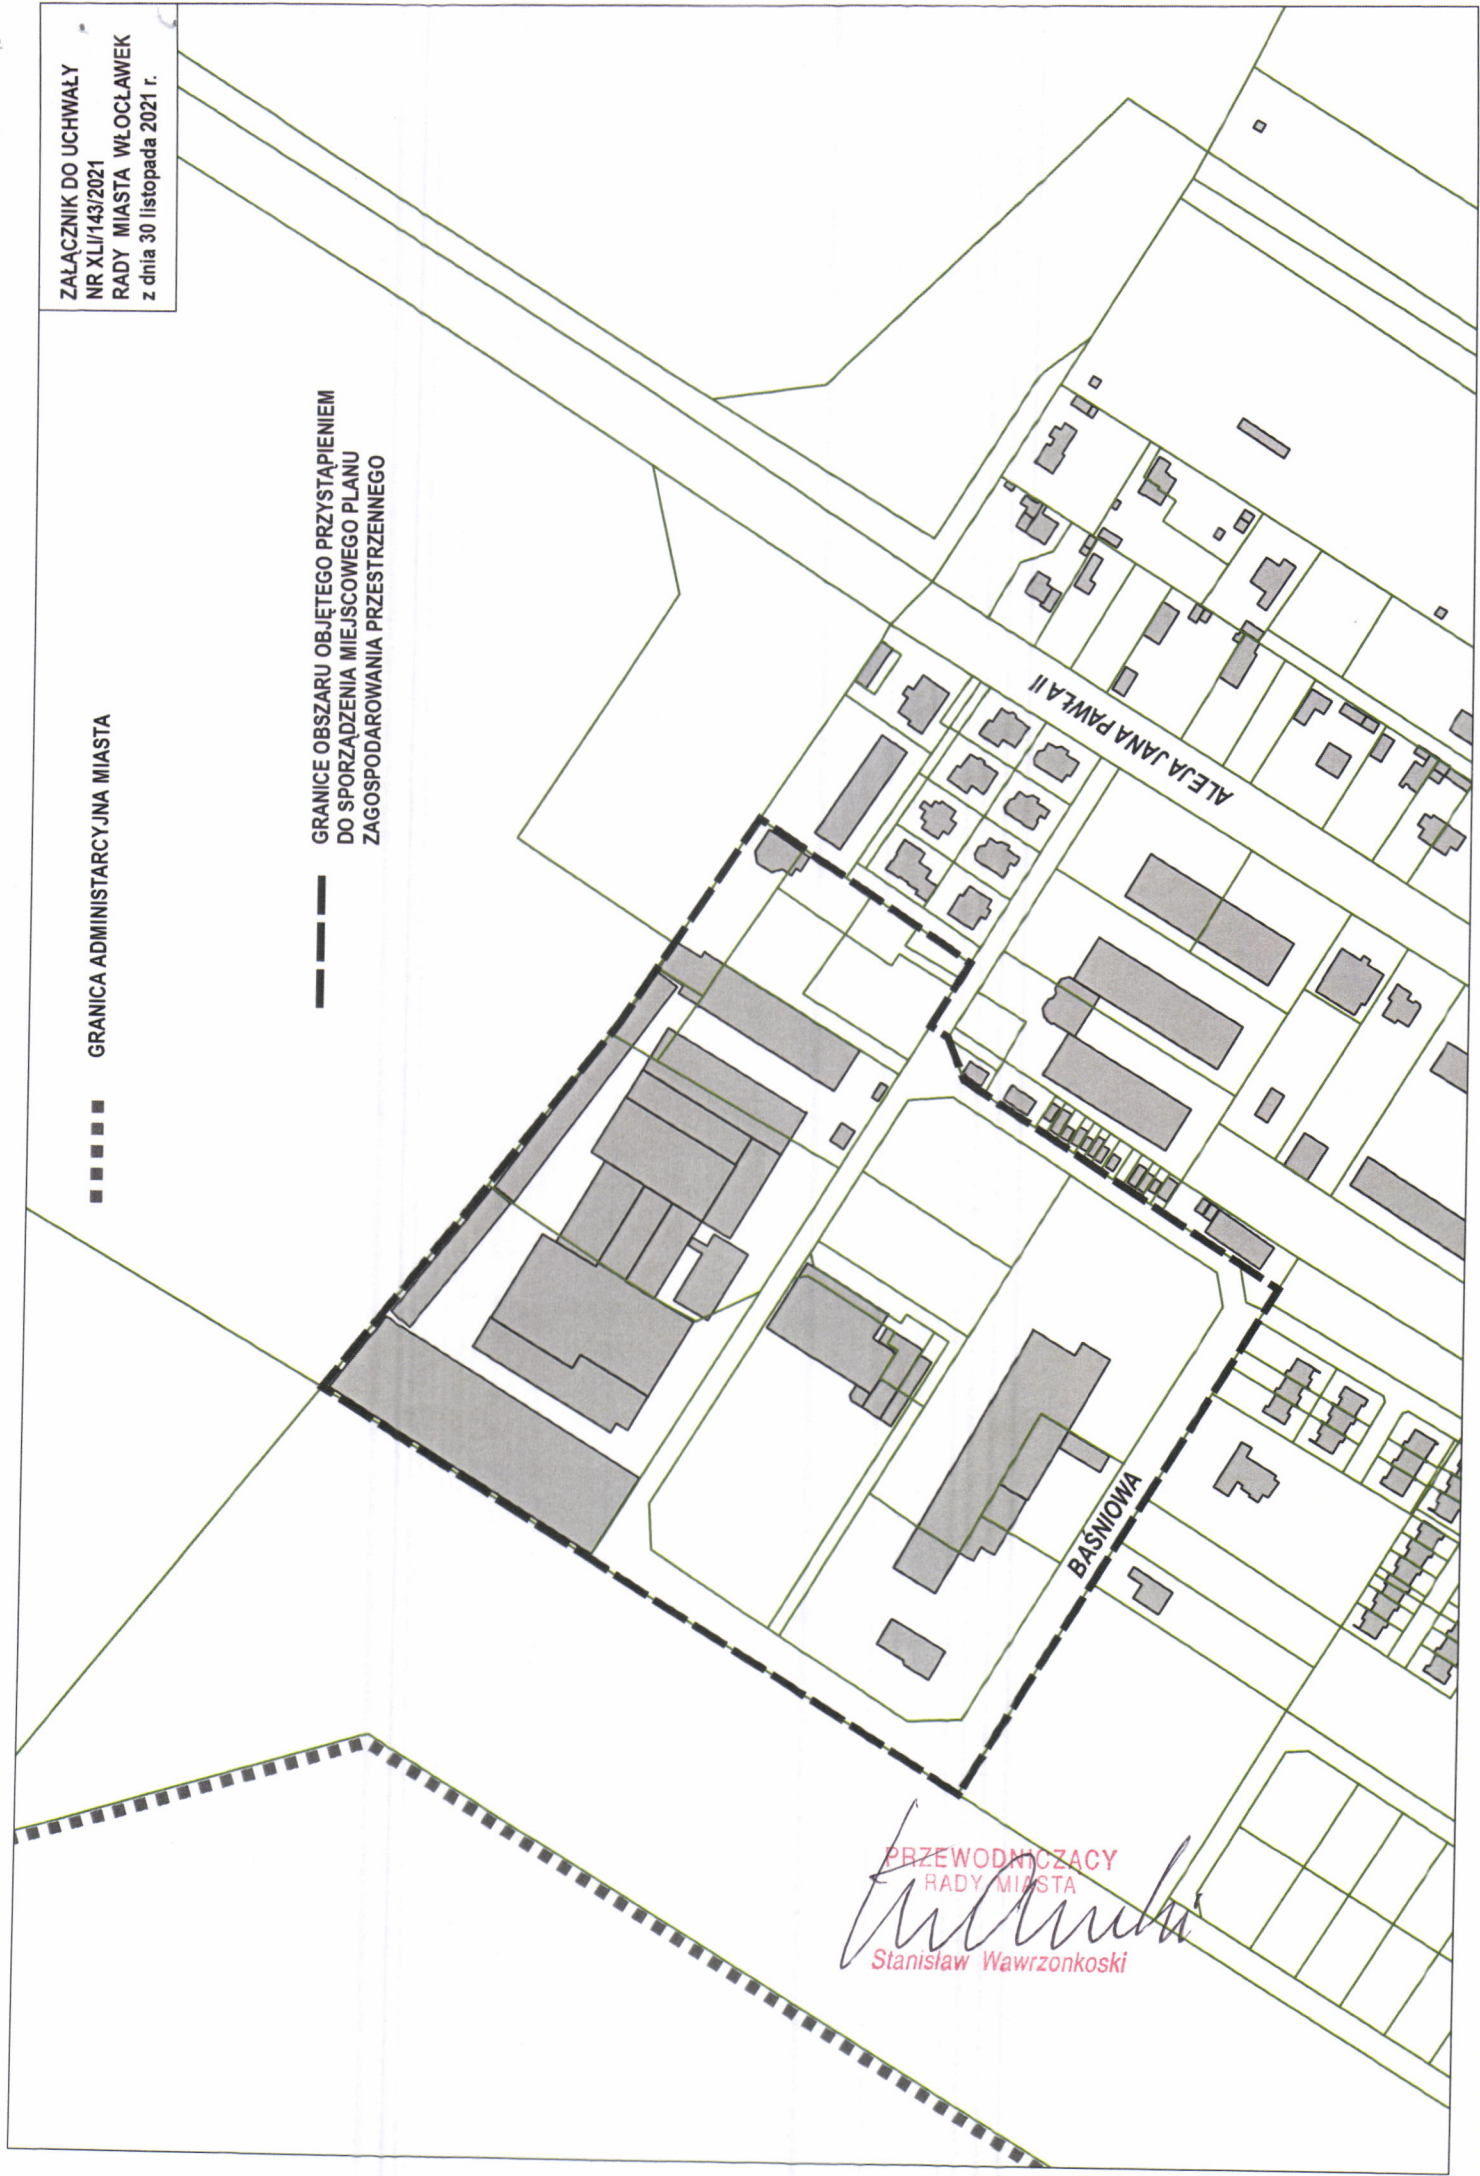 ZAŁĄCZNIK DO UCHWAŁY
NR XLI/143/2021
RADY MIASTA WŁOCŁAWEK
z dnia 30 listopada 2021 r.
GRANICA ADMINISTARCYJNA MIASTA
GRANICE OBSZARU OBJĘTEGO PRZYSTĄPIENIEM
DO SPORZĄDZENIA MIEJSCOWEGO PLANU
ZAGOSPODAROWANIA PRZESTRZENNEGO
ALEJA JANA PAWŁA II
BAŚNIOWA
PRZEWODNICZĄCY
RADY MIASTA
Stanisław Wawrzonkoski